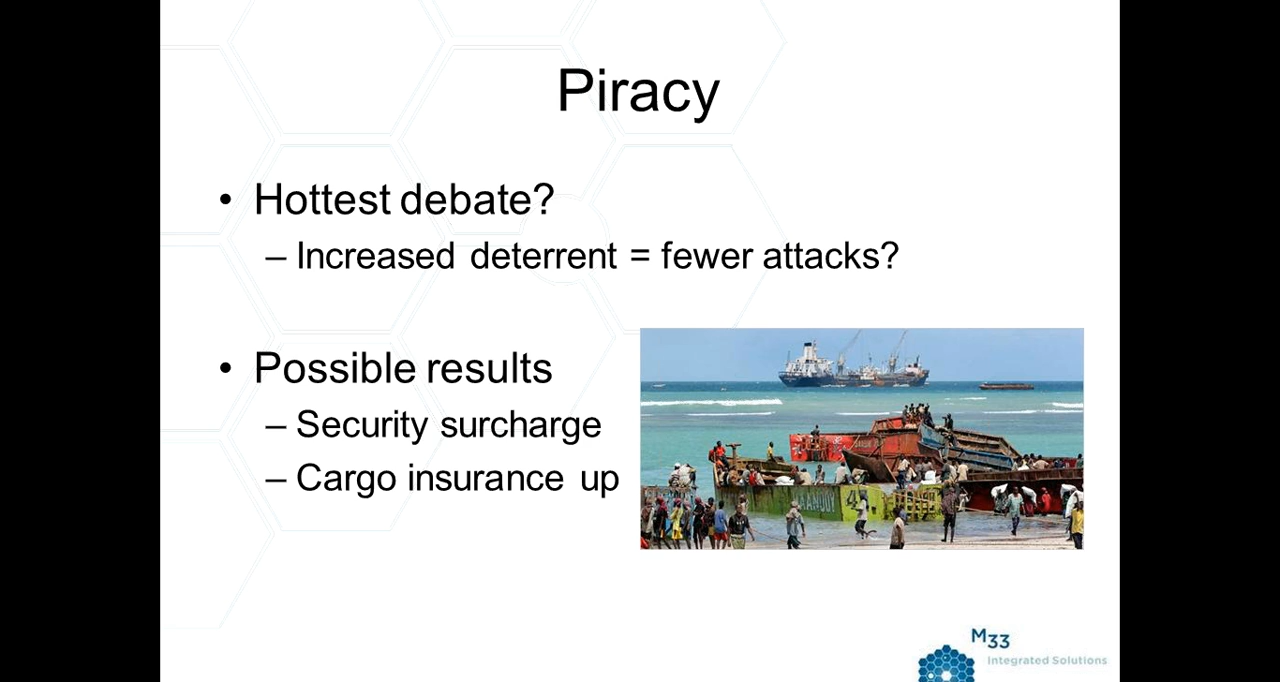 Piracy
• Hottest debate?
– Increased deterrent = fewer attacks?
• Possible results
– Security surcharge
– Cargo insurance up
M33
Integrated Solutions